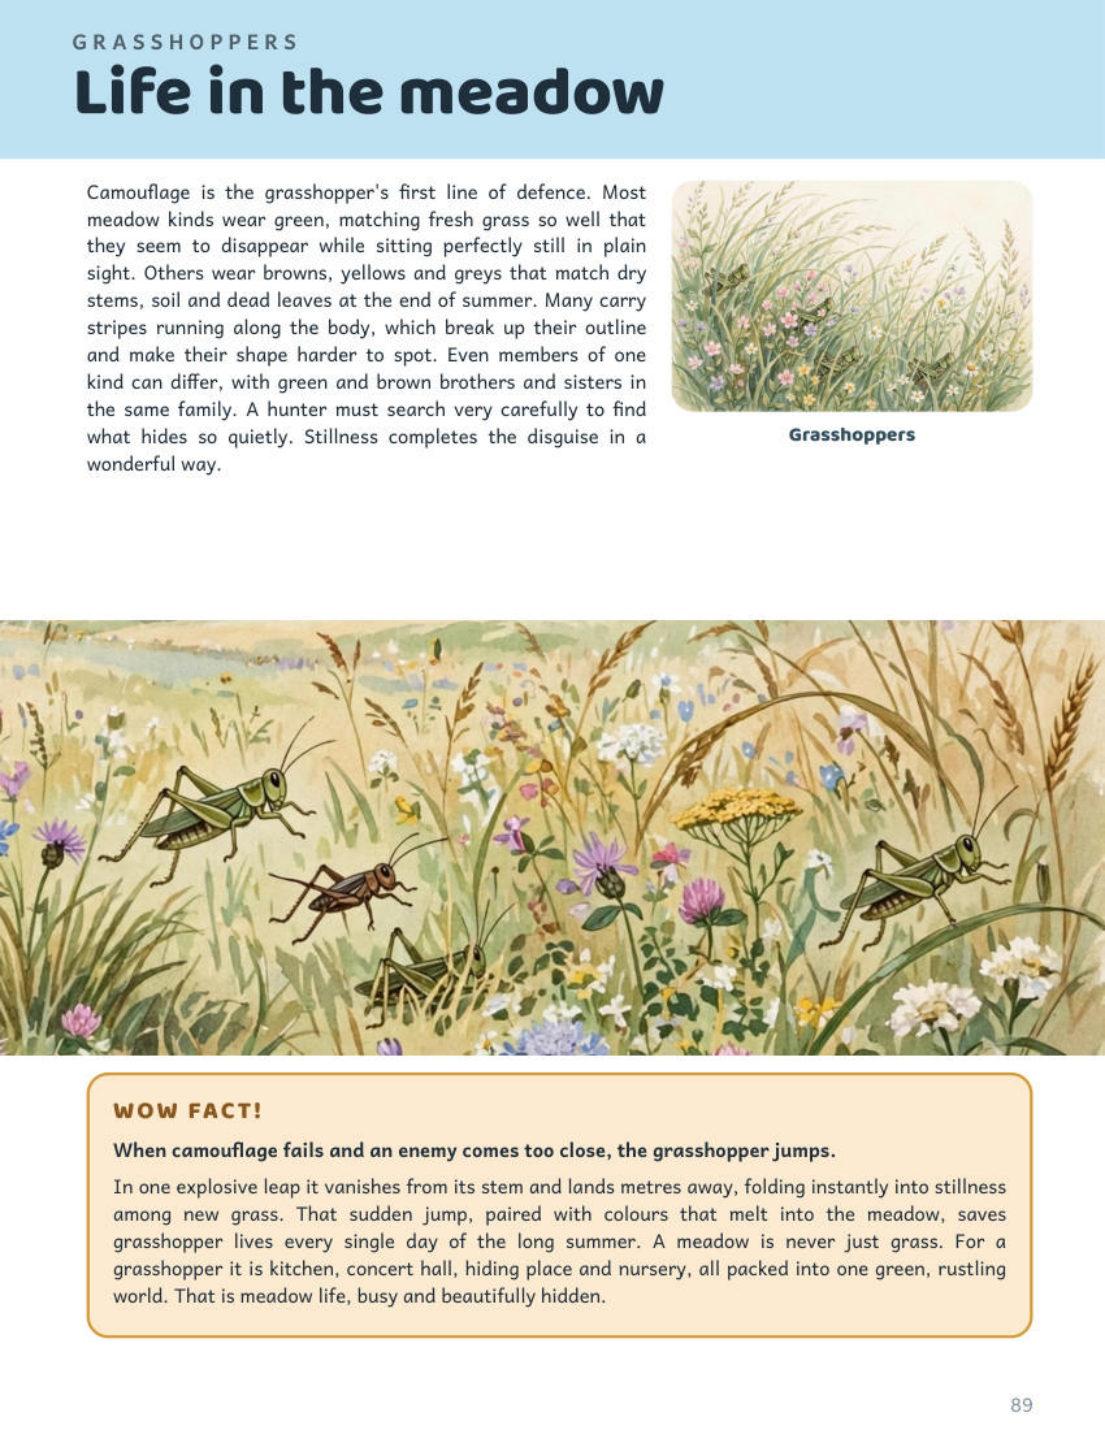 GRASSHOPPERS
Life in the meadow
Camouflage is the grasshopper's first line of defence. Most
meadow kinds wear green, matching fresh grass so well that
they seem to disappear while sitting perfectly still in plain
sight. Others wear browns, yellows and greys that match dry
stems, soil and dead leaves at the end of summer. Many carry
stripes running along the body, which break up their outline
and make their shape harder to spot. Even members of one
kind can differ, with green and brown brothers and sisters in
the same family. A hunter must search very carefully to find
what hides so quietly. Stillness completes the disguise in a
wonderful way.
Grasshoppers
WOW FACT!
When camouflage fails and an enemy comes too close, the grasshopper jumps.
In one explosive leap it vanishes from its stem and lands metres away, folding instantly into stillness
among new grass. That sudden jump, paired with colours that melt into the meadow, saves
grasshopper lives every single day of the long summer. A meadow is never just grass. For a
grasshopper it is kitchen, concert hall, hiding place and nursery, all packed into one green, rustling
world. That is meadow life, busy and beautifully hidden.
89